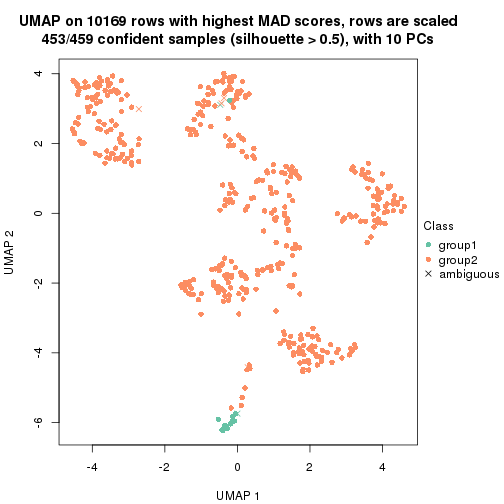 UMAP on 10169 rows with highest MAD scores, rows are scaled
453/459 confident samples (silhouette > 0.5), with 10 PCs
4
2
0
-2
-4
-6
UMAP 2
-4
-2
0
2
4
UMAP 1
Class
group1
group2
ambiguous